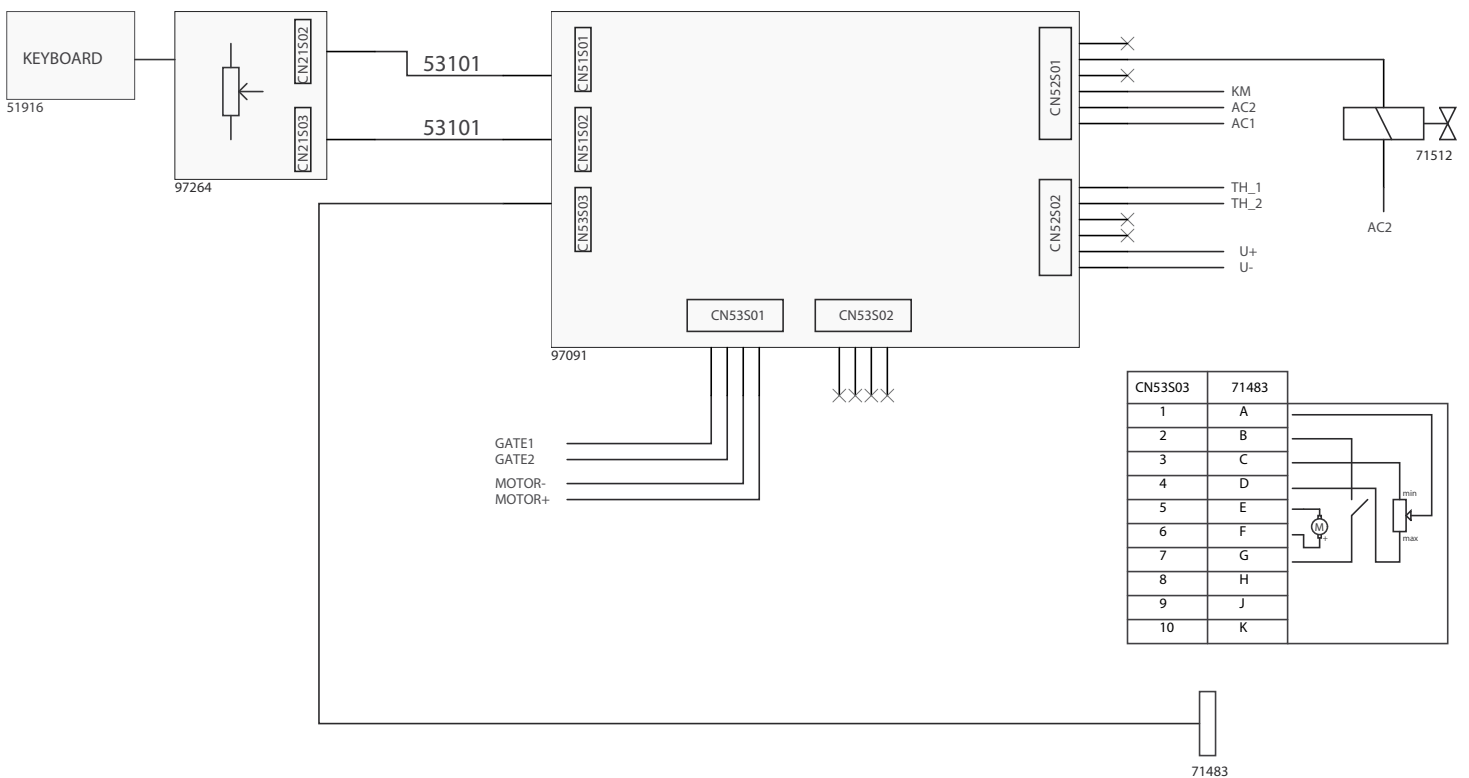 KEYBOARD
51916
CN21S02
CN21S03
97264
53101
53101
CN51S01
CN51S02
CN53S03
CN52S01
CN52S02
CN53S01
CN53S02
97091
KM
AC2
AC1
71512
AC2
TH_1
TH_2
U+
U-
GATE1
GATE2
MOTOR-
MOTOR+
CN53S03 71483
1 A
2 B
3 C
4 D
5 E
6 F
7 G
8 H
9 J
10 K
min
M
+
max
71483